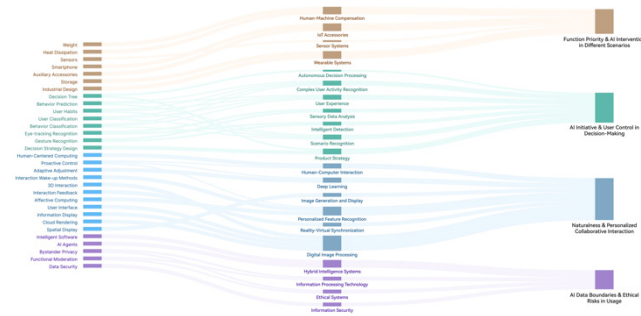 Weight
Heat Dissipation
Sensors
Smartphone
Auxiliary Accessories
Storage
Industrial Design
Decision Tree
Behavior Prediction
User Habits
User Classification
Behavior Classification
Eye-tracking Recognition
Gesture Recognition
Decision Strategy Design
Human-Centered Computing
Proactive Control
Adaptive Adjustment
Interaction Wake-up Methods
3D Interaction
Interaction Feedback
Affective Computing
User Interface
Information Display
Cloud Rendering
Spatial Display
Intelligent Software
AI Agents
Bystander Privacy
Functional Moderation
Data Security
Human-Machine Compensation
IoT Accessories
Sensor Systems
Wearable Systems
Autonomous Decision Processing
Complex User Activity Recognition
User Experience
Sensory Data Analysis
Intelligent Detection
Scenario Recognition
Product Strategy
Human-Computer Interaction
Deep Learning
Image Generation and Display
Personalized Feature Recognition
Reality-Virtual Synchronisation
Digital Image Processing
Hybrid Intelligence Systems
Information Processing Technology
Ethical Systems
Information Security
Function Priority & AI Interventio
in Different Scenarios
AI Initiative & User Control in
Decision-Making
Naturalness & Personalized
Collaborative Interaction
AI Data Boundaries & Ethical
Risks in Usage